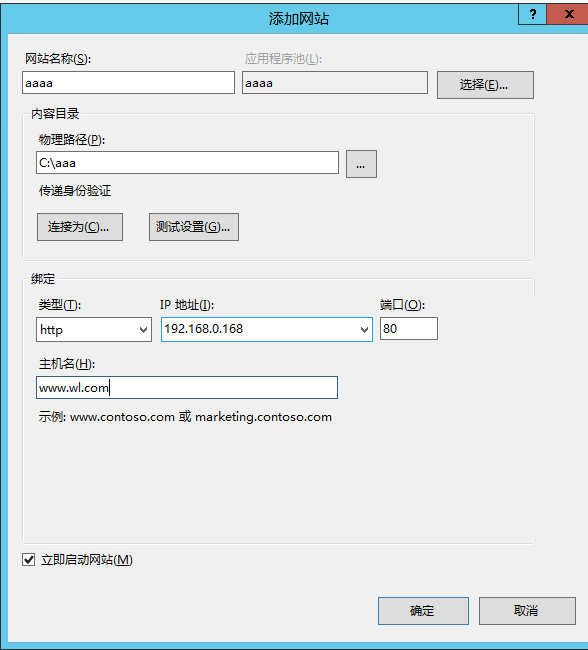 添加网站
?
x
网站名称(S):
应用程序池(L):
aaaa
aaaa
选择(E)...
内容目录
物理路径(P):
C:\aaa
...
传递身份验证
连接为(C)...
测试设置(G)...
绑定
类型(T):
IP 地址(I):
端口(O):
http
192.168.0.168
80
主机名(H):
www.wl.com
示例: www.contoso.com 或 marketing.contoso.com
立即启动网站(M)
确定
取消